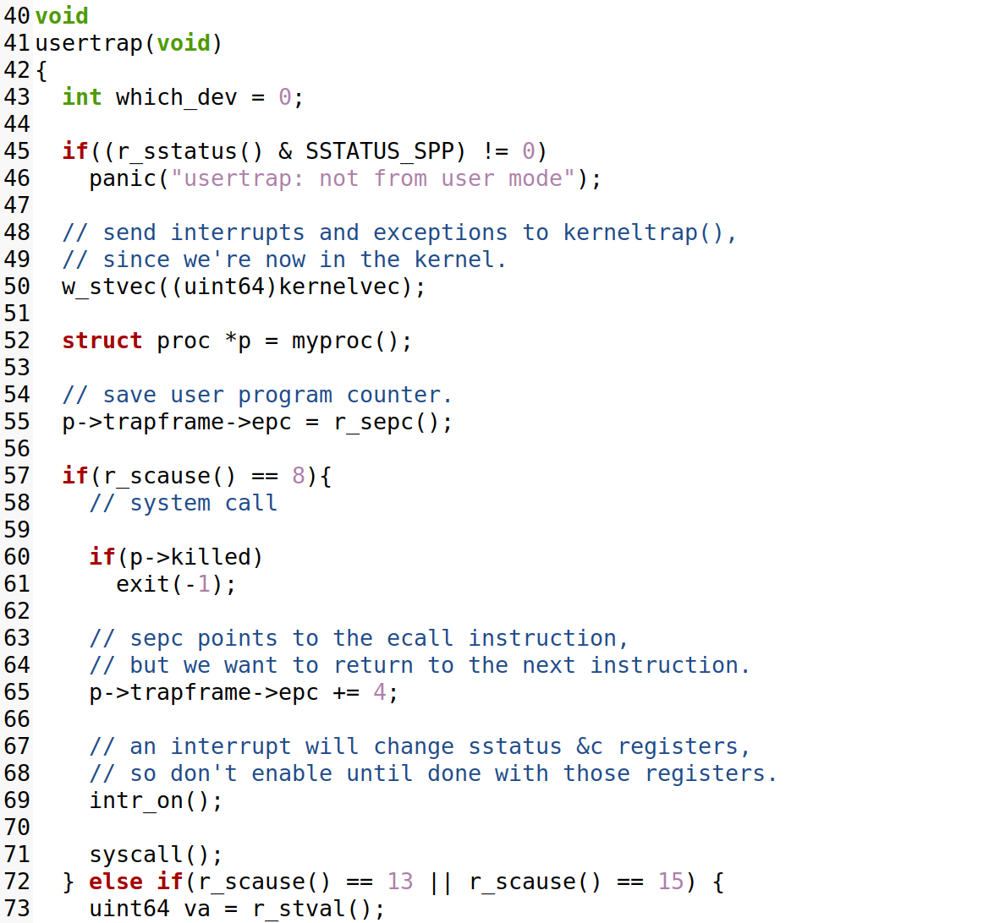 40 void
41 usertrap(void)
42 {
43   int which_dev = 0;
44
45   if((r_sstatus() & SSTATUS_SPP) != 0)
46     panic("usertrap: not from user mode");
47
48   // send interrupts and exceptions to kerneltrap(),
49   // since we're now in the kernel.
50   w_stvec((uint64)kernelvec);
51
52   struct proc *p = myproc();
53
54   // save user program counter.
55   p->trapframe->epc = r_sepc();
56
57   if(r_scause() == 8){
58     // system call
59
60     if(p->killed)
61       exit(-1);
62
63     // sepc points to the ecall instruction,
64     // but we want to return to the next instruction.
65     p->trapframe->epc += 4;
66
67     // an interrupt will change sstatus &c registers,
68     // so don't enable until done with those registers.
69     intr_on();
70
71     syscall();
72   } else if(r_scause() == 13 || r_scause() == 15) {
73     uint64 va = r_stval();